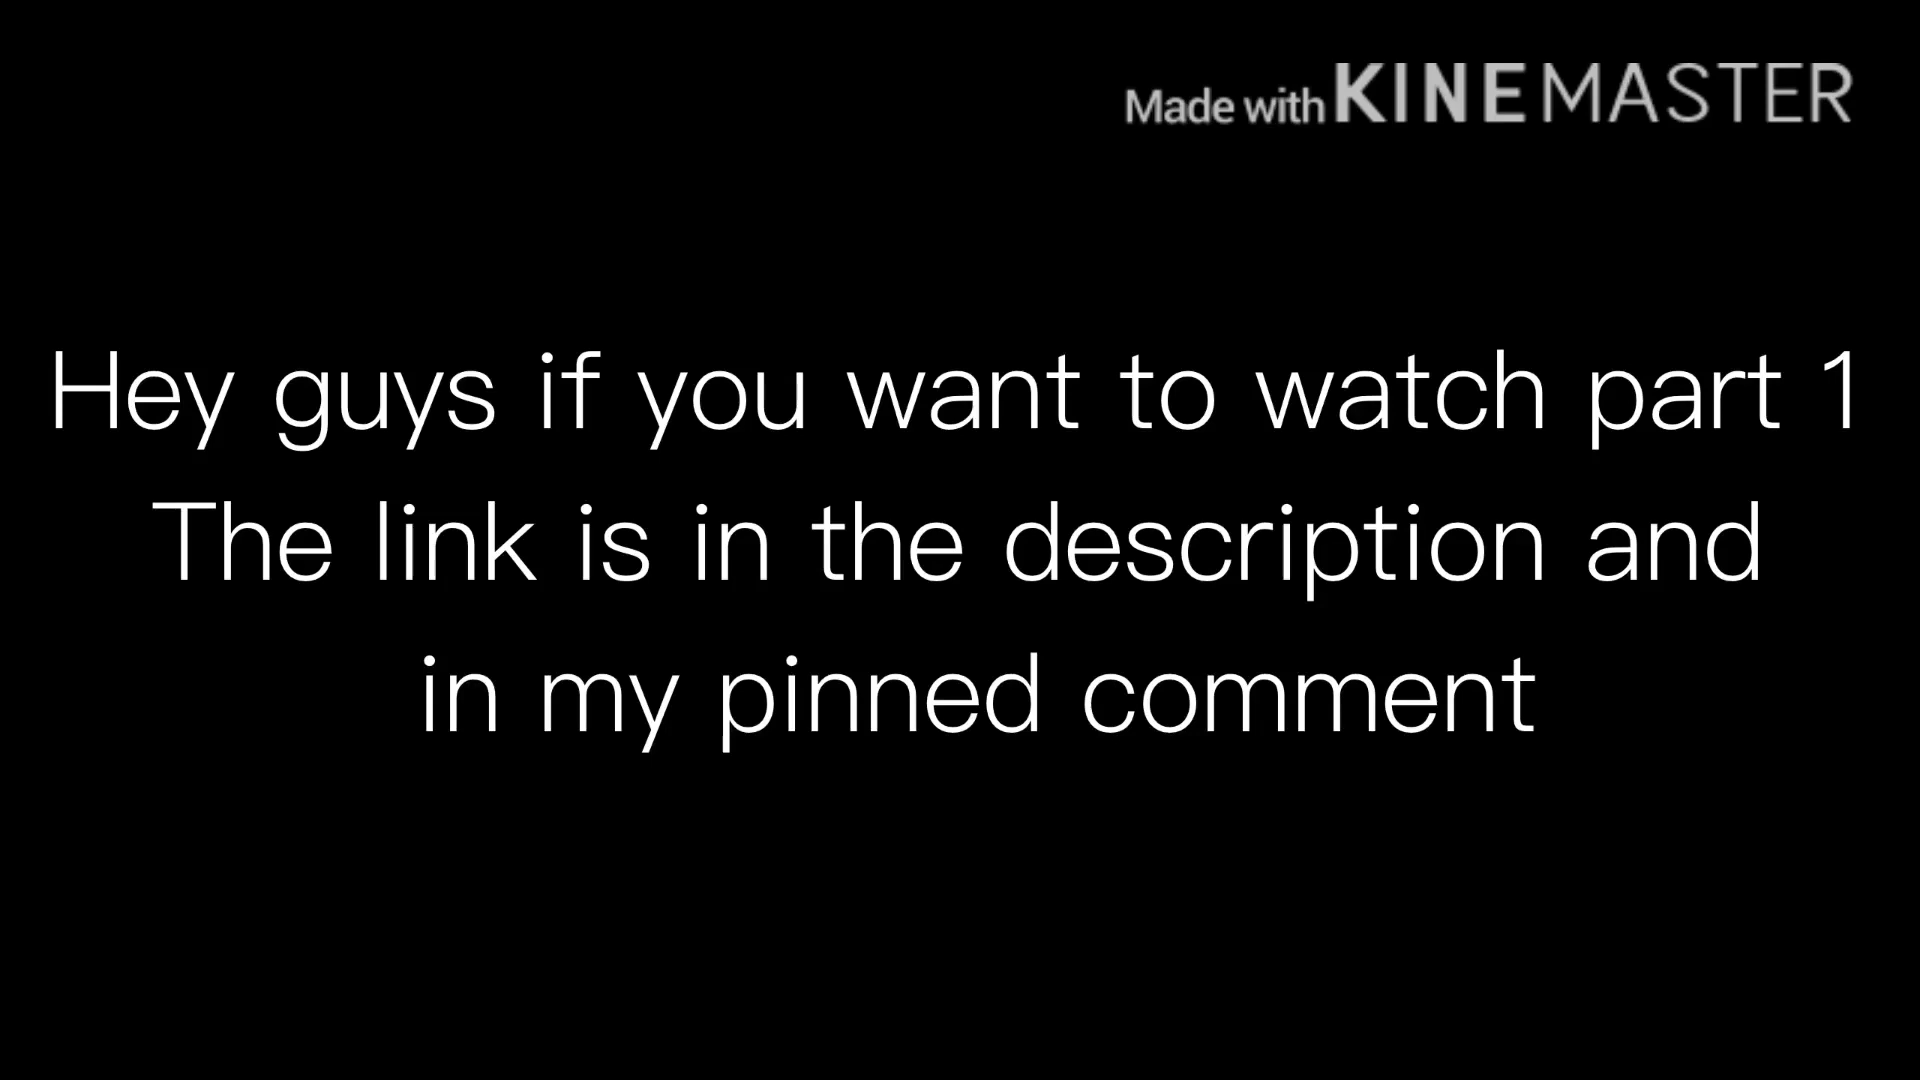 Made with KINEMASTER
Hey guys if you want to watch part 1
The link is in the description and
in my pinned comment